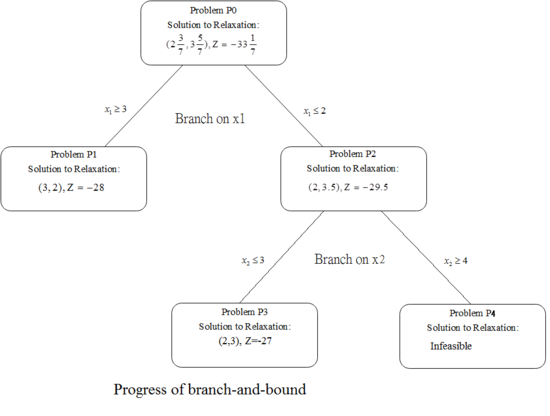 Problem P0
Solution to Relaxation:
(2 3/7, 3 5/7), Z = −33 1/7
x₁ ≥ 3
Branch on x1
x₁ ≤ 2
Problem P1
Solution to Relaxation:
(3, 2), Z = −28
Problem P2
Solution to Relaxation:
(2, 3.5), Z = −29.5
x₂ ≤ 3
Branch on x2
x₂ ≥ 4
Problem P3
Solution to Relaxation:
(2,3), Z=-27
Problem P4
Solution to Relaxation:
Infeasible
Progress of branch-and-bound